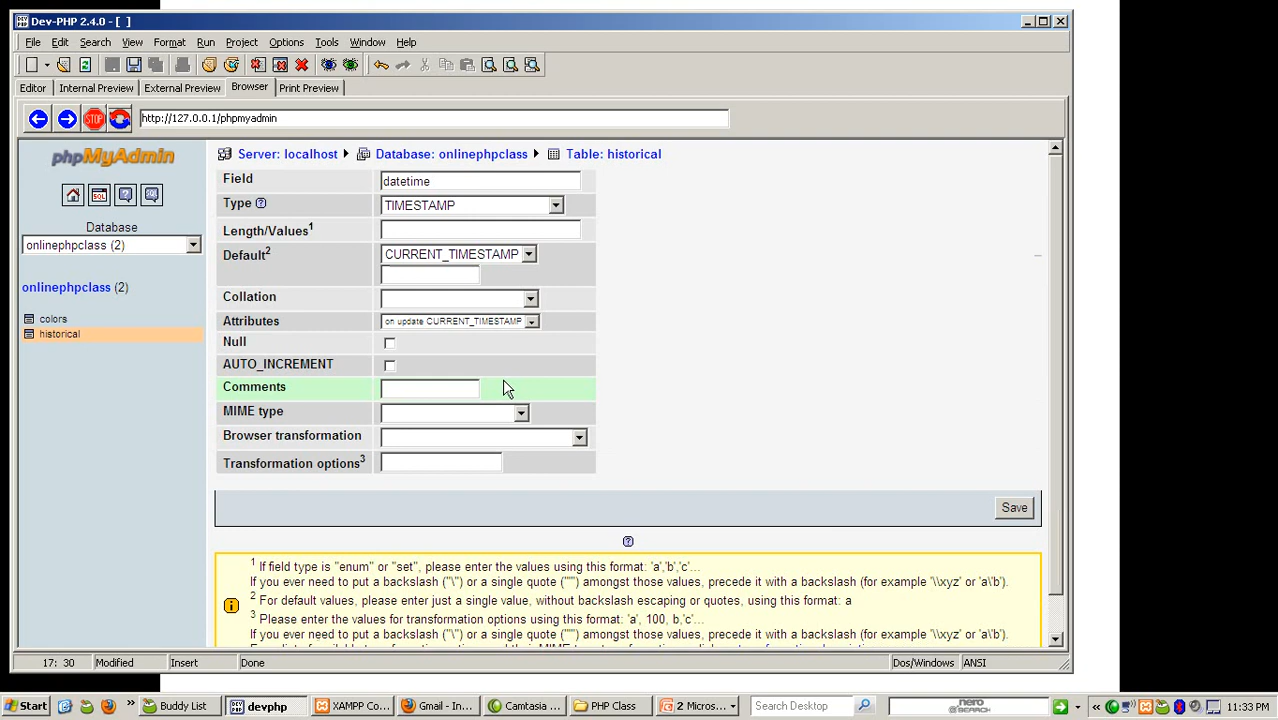 Dev-PHP 2.4.0 - [ ]
File Edit Search View Format Run Project Options Tools Window Help
Editor Internal Preview External Preview Browser Print Preview
STOP
http://127.0.0.1/phpmyadmin
phpMyAdmin
SQL
Database
onlinephpclass (2)
onlinephpclass (2)
colors
historical
Server: localhost Database: onlinephpclass Table: historical
Field datetime
Type TIMESTAMP
Length/Values1
Default2 CURRENT_TIMESTAMP
Collation
Attributes on update CURRENT_TIMESTAMP
Null
AUTO_INCREMENT
Comments
MIME type
Browser transformation
Transformation options3
Save
1 If field type is "enum" or "set", please enter the values using this format: 'a','b','c'...
If you ever need to put a backslash ("\") or a single quote ("'") amongst those values, precede it with a backslash (for example '\\xyz' or 'a\'b').
2 For default values, please enter just a single value, without backslash escaping or quotes, using this format: a
3 Please enter the values for transformation options using this format: 'a', 100, b,'c'...
If you ever need to put a backslash ("\") or a single quote ("'") amongst those values, precede it with a backslash (for example '\\xyz' or 'a\'b').
17: 30 Modified Insert Done Dos/Windows ANSI
Start Buddy List devphp XAMPP Co... Gmail - ... Camtasia ... PHP Class 2 Micros... Search Desktop nero SEARCH 11:33 PM